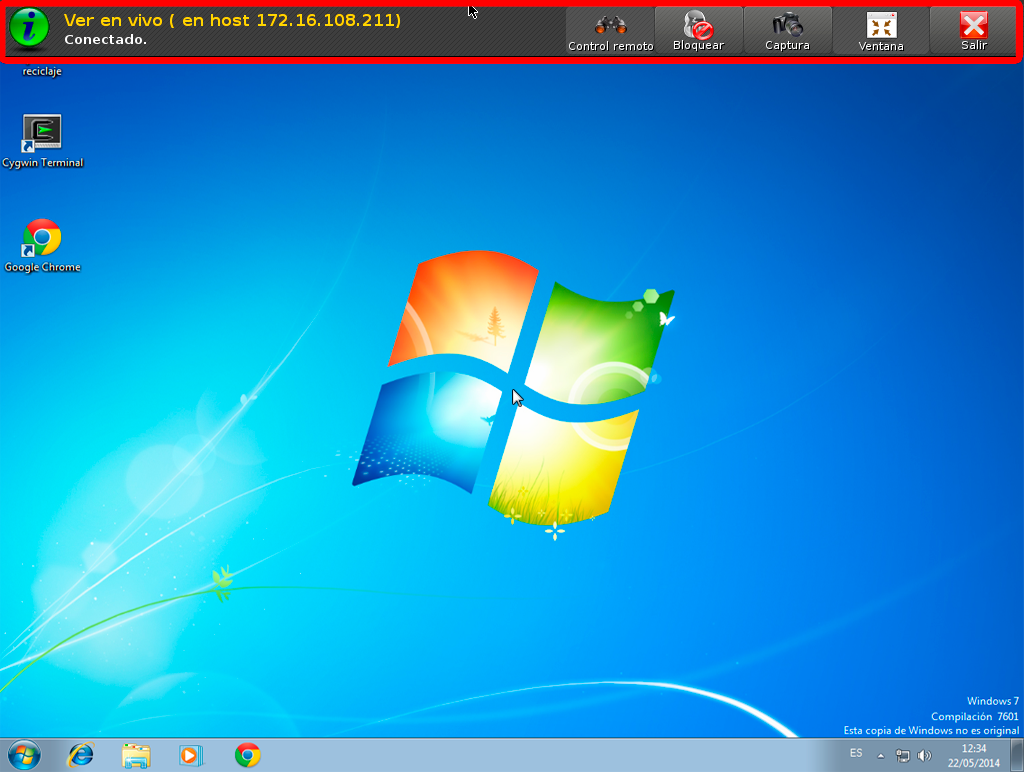 Ver en vivo ( en host 172.16.108.211)
Conectado.
Control remoto
Bloquear
Captura
Ventana
Salir
reciclaje
Cygwin Terminal
Google Chrome
Windows 7
Compilación 7601
Esta copia de Windows no es original
ES
12:34
22/05/2014